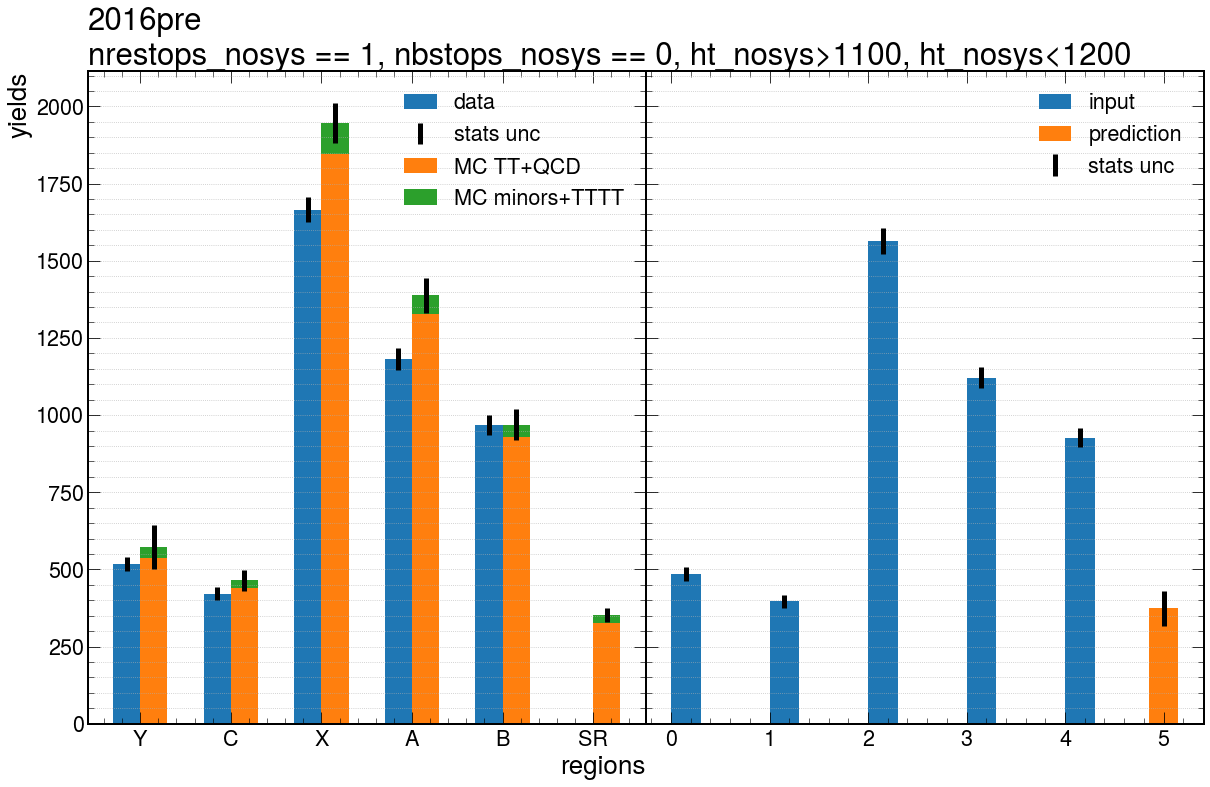 2016pre
nrestops_nosys == 1, nbstops_nosys == 0, ht_nosys>1100, ht_nosys<1200
yields
2000
1750
1500
1250
1000
750
500
250
0
data
stats unc
MC TT+QCD
MC minors+TTTT
input
prediction
stats unc
Y C X A B SR 0 1 2 3 4 5
regions